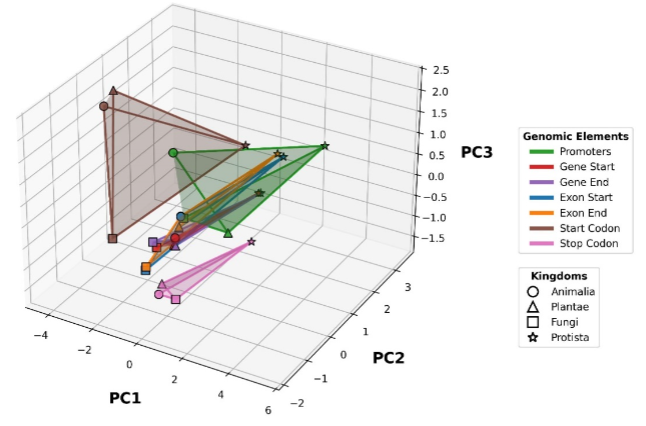 2.5
2.0
1.5
1.0
0.5
0.0
−0.5
−1.0
−1.5
PC3
3
2
1
0
−1
−2
PC2
−4
−2
0
2
4
6
PC1
Genomic Elements
Promoters
Gene Start
Gene End
Exon Start
Exon End
Start Codon
Stop Codon
Kingdoms
Animalia
Plantae
Fungi
Protista